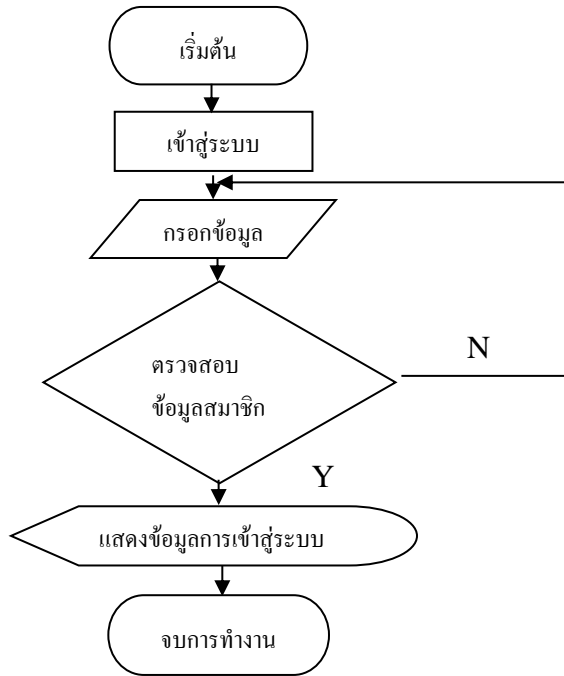 เริ่มต้น
เข้าสู่ระบบ
กรอกข้อมูล
ตรวจสอบ
ข้อมูลสมาชิก
N
Y
แสดงข้อมูลการเข้าสู่ระบบ
จบการทำงาน